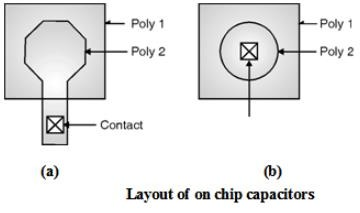 Poly 1
Poly 2
Contact
(a)
Poly 1
Poly 2
(b)
Layout of on chip capacitors